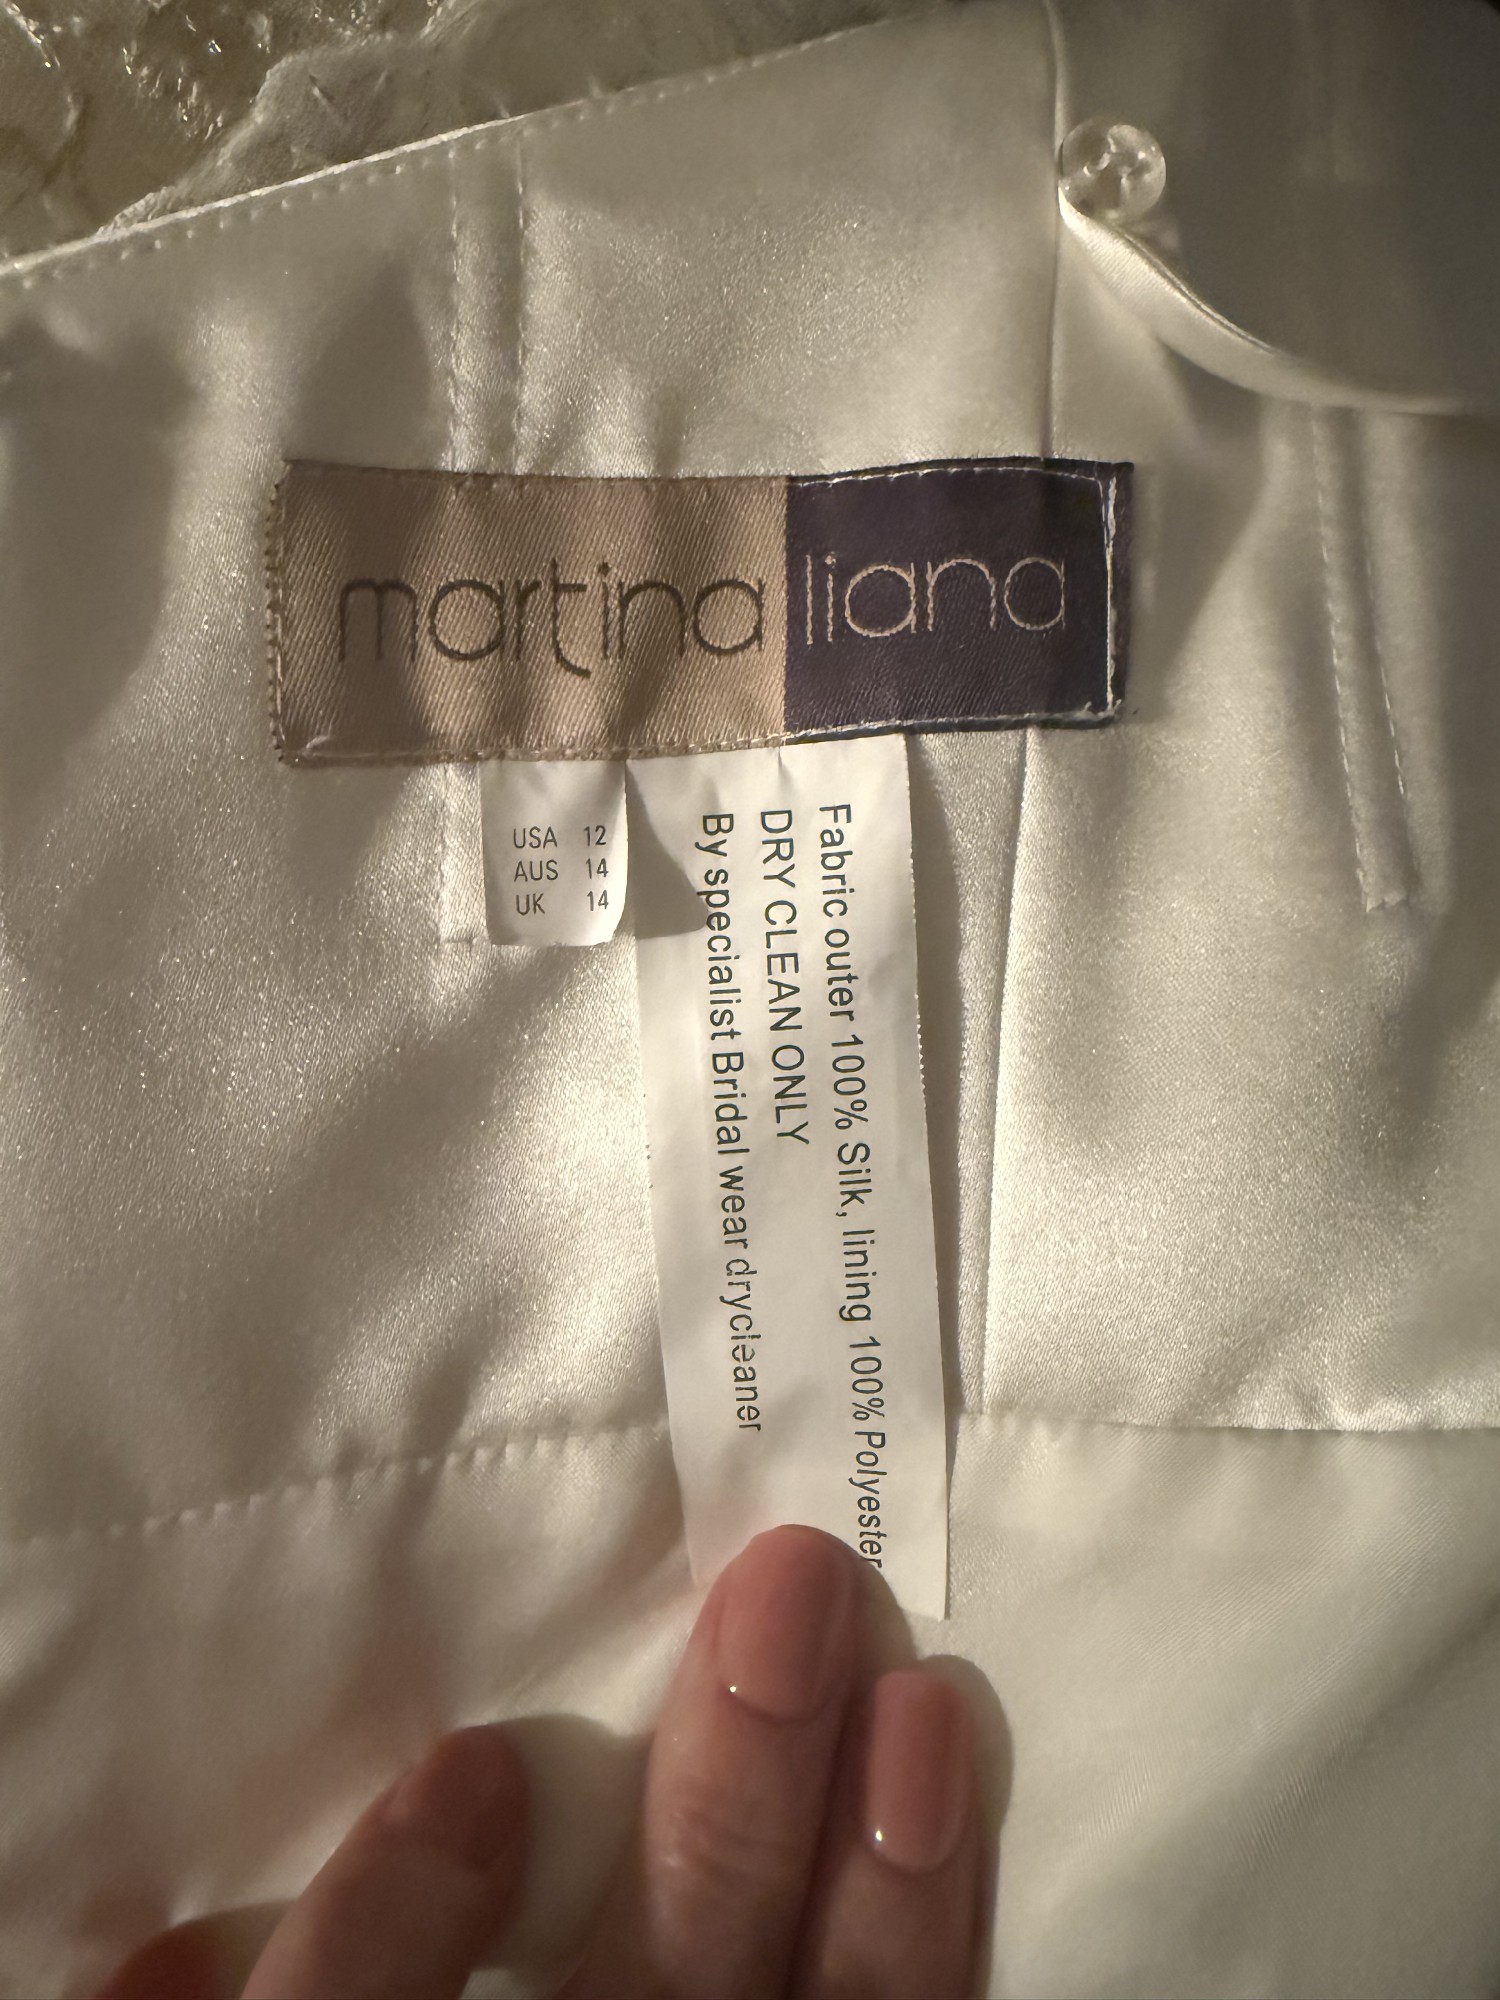 martina liana
USA 12
AUS 14
UK 14
Fabric outer 100% Silk, lining 100% Polyester
DRY CLEAN ONLY
By specialist Bridal wear drycleaner